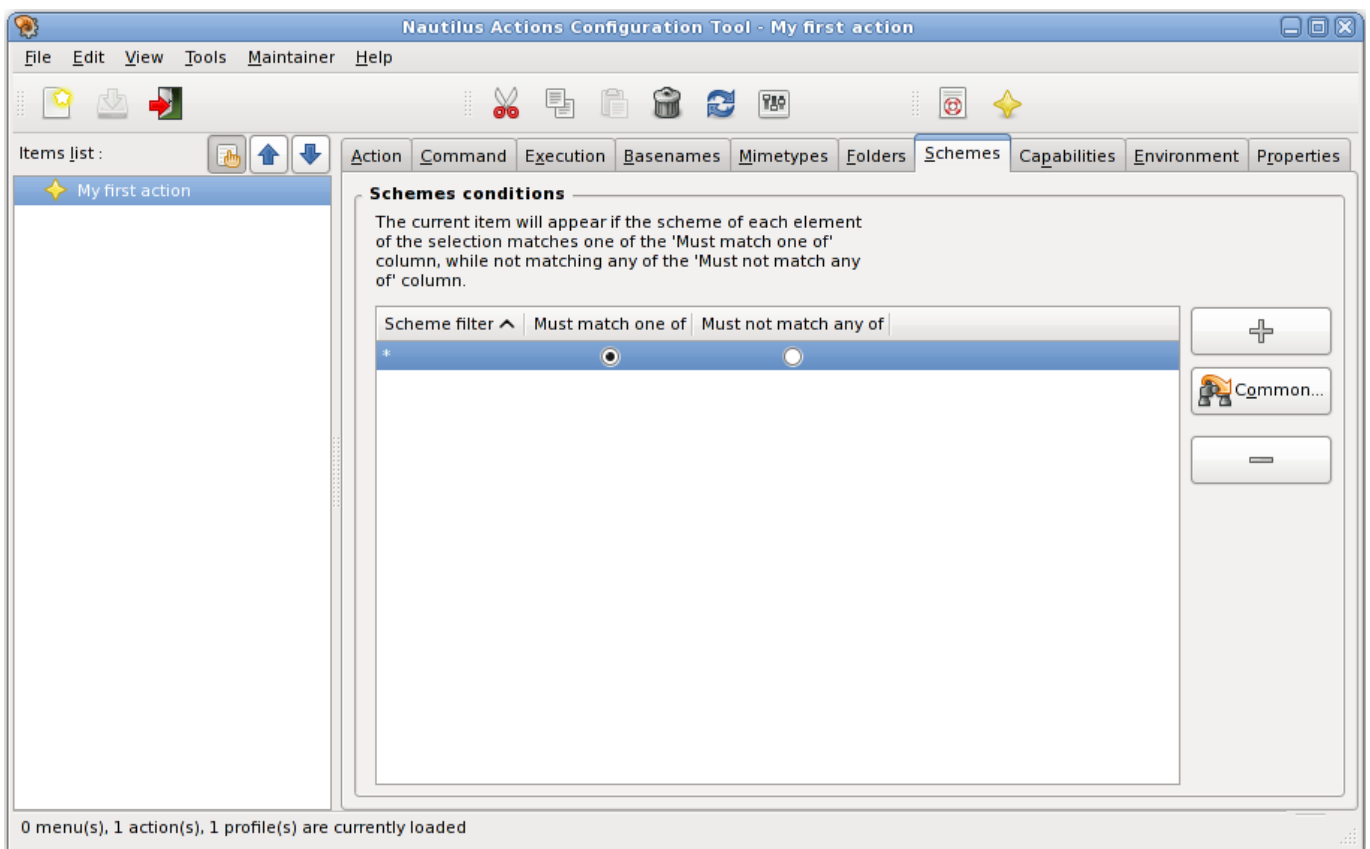 Nautilus Actions Configuration Tool - My first action
File Edit View Tools Maintainer Help
Items list :
Action Command Execution Basenames Mimetypes Folders Schemes Capabilities Environment Properties
My first action
Schemes conditions
The current item will appear if the scheme of each element
of the selection matches one of the 'Must match one of'
column, while not matching any of the 'Must not match any
of' column.
Scheme filter Must match one of Must not match any of
*
Common...
0 menu(s), 1 action(s), 1 profile(s) are currently loaded